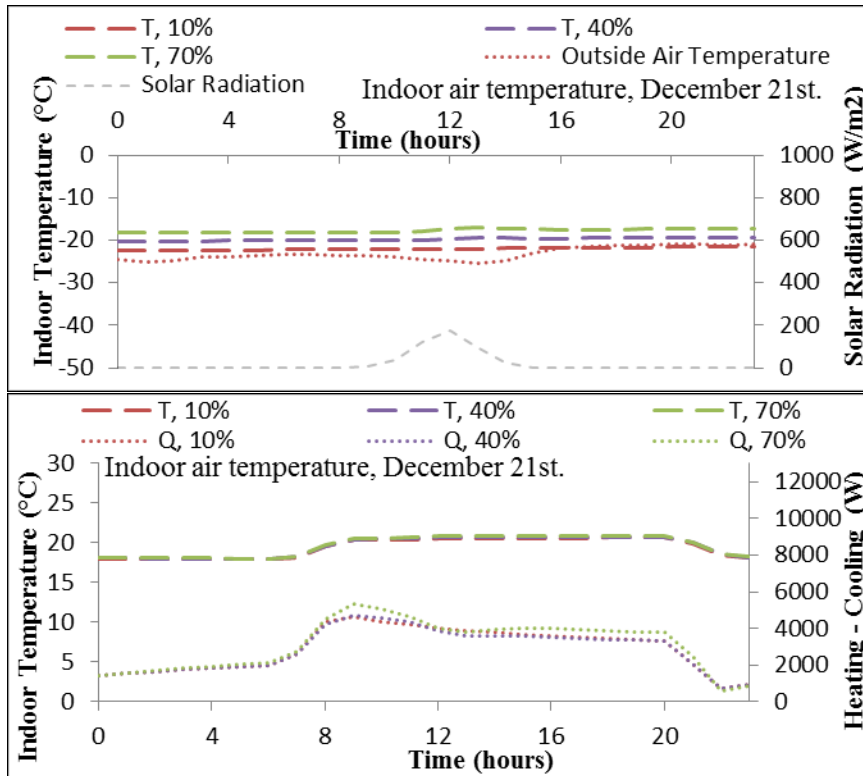 T, 10%
T, 40%
T, 70%
Outside Air Temperature
Solar Radiation
Indoor air temperature, December 21st.
0 4 8 12 16 20
Time (hours)
Indoor Temperature (°C)
0
-10
-20
-30
-40
-50
1000
800
600
400
200
0
Solar Radiation (W/m2)
T, 10%
T, 40%
T, 70%
Q, 10%
Q, 40%
Q, 70%
Indoor air temperature, December 21st.
Indoor Temperature (°C)
30
25
20
15
10
5
0
12000
10000
8000
6000
4000
2000
0
Heating - Cooling (W)
0 4 8 12 16 20
Time (hours)